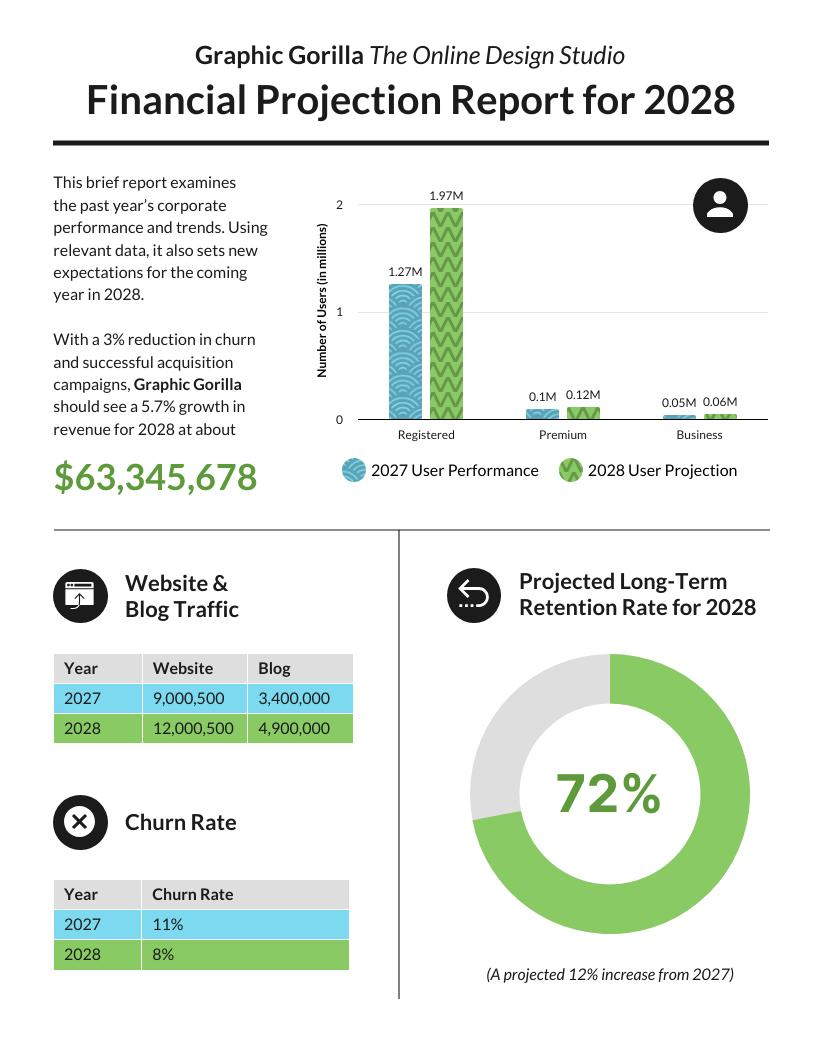 Graphic Gorilla The Online Design Studio
Financial Projection Report for 2028
This brief report examines
the past year's corporate
performance and trends. Using
relevant data, it also sets new
expectations for the coming
year in 2028.
With a 3% reduction in churn
and successful acquisition
campaigns, Graphic Gorilla
should see a 5.7% growth in
revenue for 2028 at about
$63,345,678
Number of Users (in millions)
2
1
0
1.27M
1.97M
0.1M
0.12M
0.05M
0.06M
Registered
Premium
Business
2027 User Performance
2028 User Projection
Website &
Blog Traffic
Year Website Blog
2027 9,000,500 3,400,000
2028 12,000,500 4,900,000
Churn Rate
Year Churn Rate
2027 11%
2028 8%
Projected Long-Term
Retention Rate for 2028
72%
(A projected 12% increase from 2027)